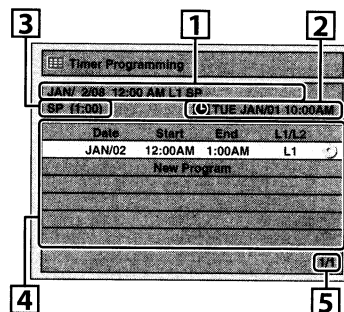 1 2
3
Timer Programming
JAN/ 2/08 12:00 AM L1 SP
SP (1:00) TUE JAN/01 10:00AM
Date Start End L1/L2
JAN/02 12:00AM 1:00AM L1
New Program
1/1
4 5